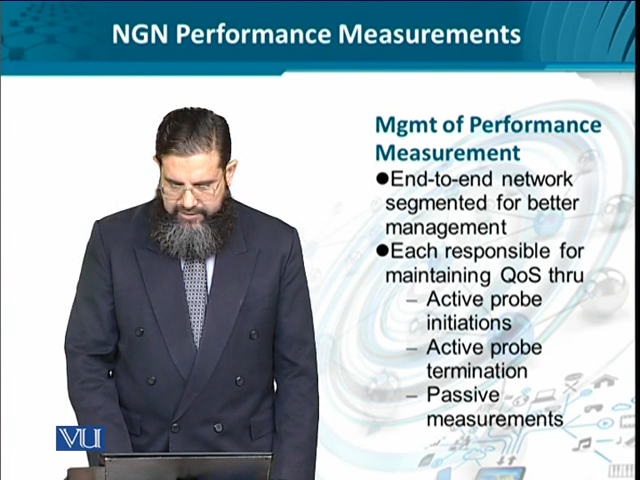 NGN Performance Measurements
Mgmt of Performance
Measurement
●End-to-end network
segmented for better
management
●Each responsible for
maintaining QoS thru
– Active probe
initiations
– Active probe
termination
– Passive
measurements
VU